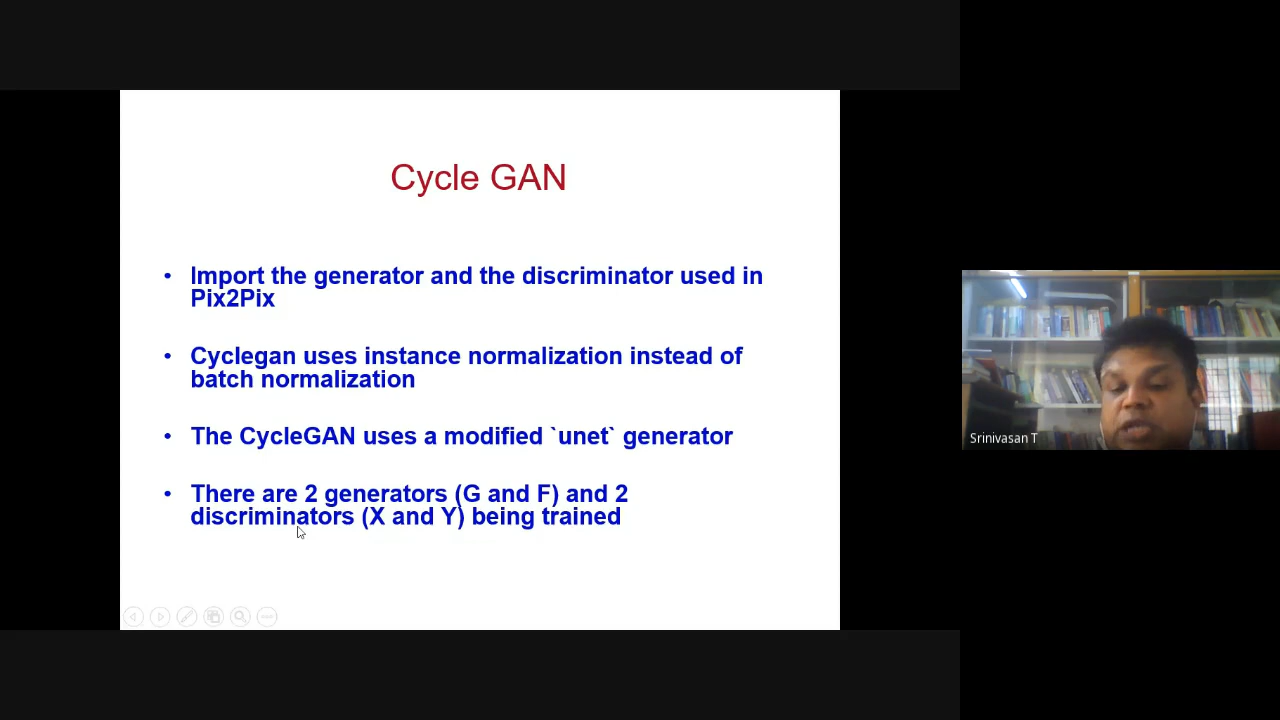 Cycle GAN
• Import the generator and the discriminator used in
Pix2Pix
• Cyclegan uses instance normalization instead of
batch normalization
• The CycleGAN uses a modified `unet` generator
• There are 2 generators (G and F) and 2
discriminators (X and Y) being trained
Srinivasan T